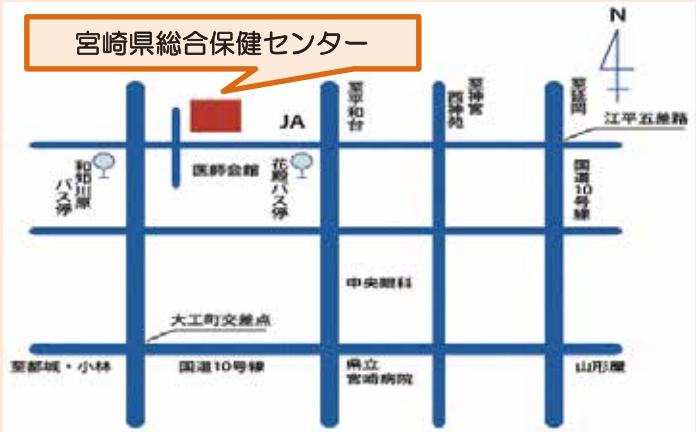 宮崎県総合保健センター
N
至平和台
至神宮
西神苑
至延岡
江平五差路
JA
和知川原
バス停
医師会館
花殿バス停
国道10号線
中央眼科
大工町交差点
至都城・小林
国道10号線
県立
宮崎病院
山形屋